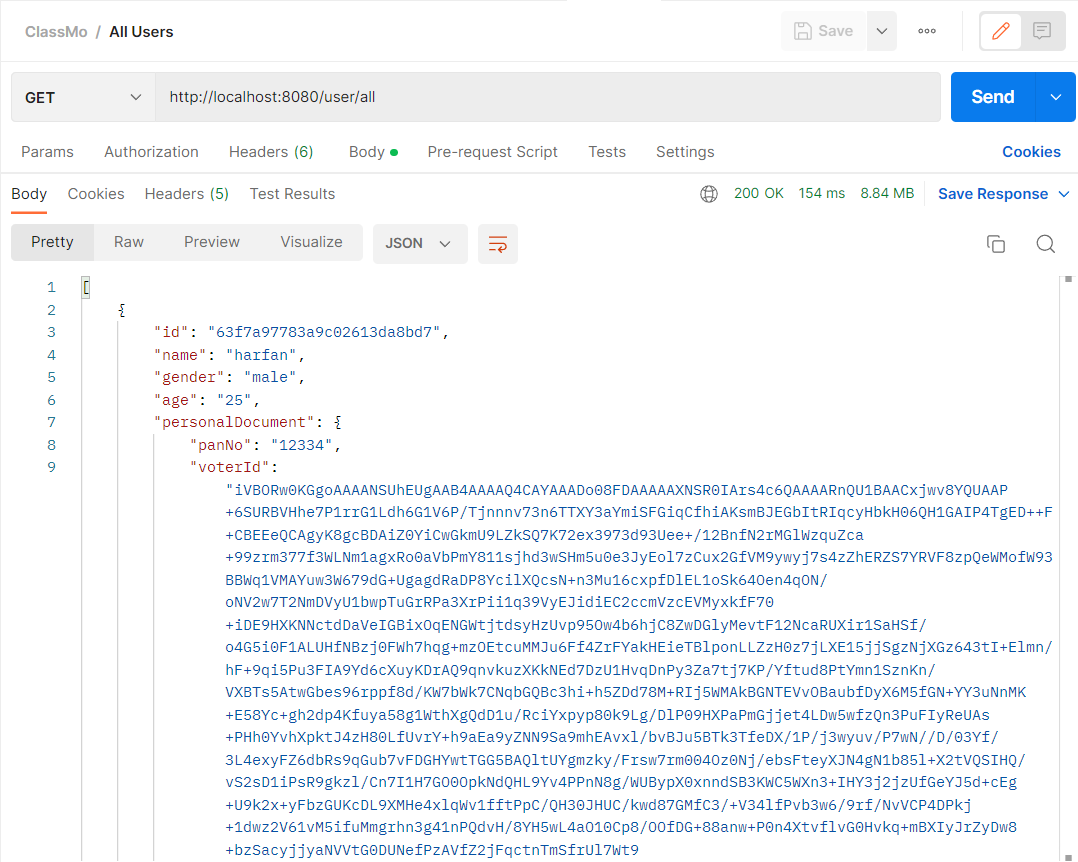 ClassMo / All Users
Save
GET
http://localhost:8080/user/all
Send
Params Authorization Headers (6) Body Pre-request Script Tests Settings Cookies
Body Cookies Headers (5) Test Results 200 OK 154 ms 8.84 MB Save Response
Pretty Raw Preview Visualize JSON
1 [
2 {
3 "id": "63f7a97783a9c02613da8bd7",
4 "name": "harfan",
5 "gender": "male",
6 "age": "25",
7 "personalDocument": {
8 "panNo": "12334",
9 "voterId":
"iVBORw0KGgoAAAANSUhEUgAAB4AAAAQ4CAYAAADo08FDAAAAAXNSR0IArs4c6QAAAARnQU1BAACxjwv8YQUAAP
+6SURBVHhe7P1rrG1Ldh6G1V6P/Tjnnnv73n6TTXY3aYmiSFGiqCfhiAKsmBJEGbItRIqcyHbkH06QH1GAIP4TgED++F
+CBEEeQCAgyK8gcBDAiZ0YiCwGkmU9LZkSQ7K72ex3973d93Uee+/12BnfN2rMGlWzquZca
+99zrm377f3WLNm1agxRo0aVbPmY811sjhd3wSHm5u0e3JyEol7zCux2GfVM9ywyj7s4zZhERZS7YRVF8zpQeWMofW93
BBWq1VMAYuw3W679dG+UgagdRaDP8YcilXQcsN+n3Mu16cxpfDlEL1oSk64Oen4qON/
oNV2w7T2NmDVyU1bwpTuGrRPa3XrPii1q39VyEJidiEC2ccmVzcEVMyxkfF70
+iDE9HXKNNctdDaVeIGBixOqENGWtjtdsyHzUvp95Ow4b6hjC8ZwDGlyMevtF12NcaRUXir1SaHSf/
o4G5i0F1ALUHfNBzj0FWh7hqg+mzOEtcuMMJu6Ff4ZrFYakHEieTBlponLLZzH0z7jLXE15jjSgzNjXGz643tI+Elmn/
hF+9qi5Pu3FIA9Yd6cXuyKDrAQ9qnvkuzXKkNEd7DzU1HvqDnPy3Za7tj7KP/Yftud8PtYmn1SznKn/
VXBTs5AtwGbes96rppf8d/KW7bWk7CNqbGQBc3hi+h5ZDd78M+RIj5WMAkBGNTEVvOBaubfDyX6M5fGN+YY3uNnMK
+E58Yc+gh2dp4Kfuya58g1WthXgQdD1u/RciYxpyp80k9Lg/DlP09HXPaPmGjjet4LDw5wfzQn3PuFIyReUAs
+PHh0YvhXpktJ4zH80LfUvrY+h9aEa9yZNN9Sa9mhEAvxl/bvBJu5BTk3TfeDX/1P/j3wyuv/P7wN//D/03Yf/
3L4exyFZ6dbRs9qGub7vFDGHYwtTGG5BAQltUYgmzky/Frsw7rm004Oz0Nj/ebsFteyXJN4gN1b85l+X2tVQSIHQ/
vS2sD1iPsR9gkzl/Cn7I1H7GO0OpkNdQHL9Yv4PPnN8g/WUBypX0xnndSB3KWC5WXn3+IHY3j2jzUfGeYJ5d+cEg
+U9k2x+yFbzGUKcDL9XMHe4xlqWv1fftPpC/QH30JHUC/kwd87GMfC3/+V34lfPvb3w6/9rf/NvVCP4DPkj
+1dwz2V61vM5ifuMmgrhn3g41nPQdvH/8YH5wL4aO10Cp8/OOfDG+88anw+P0n4XtvflvG0Hvkq+mBXIyJrZyDw8
+bzSacyjjyaNVVtG0DUNefPzAVfZ2jFqctnTmSfrUl7Wt9